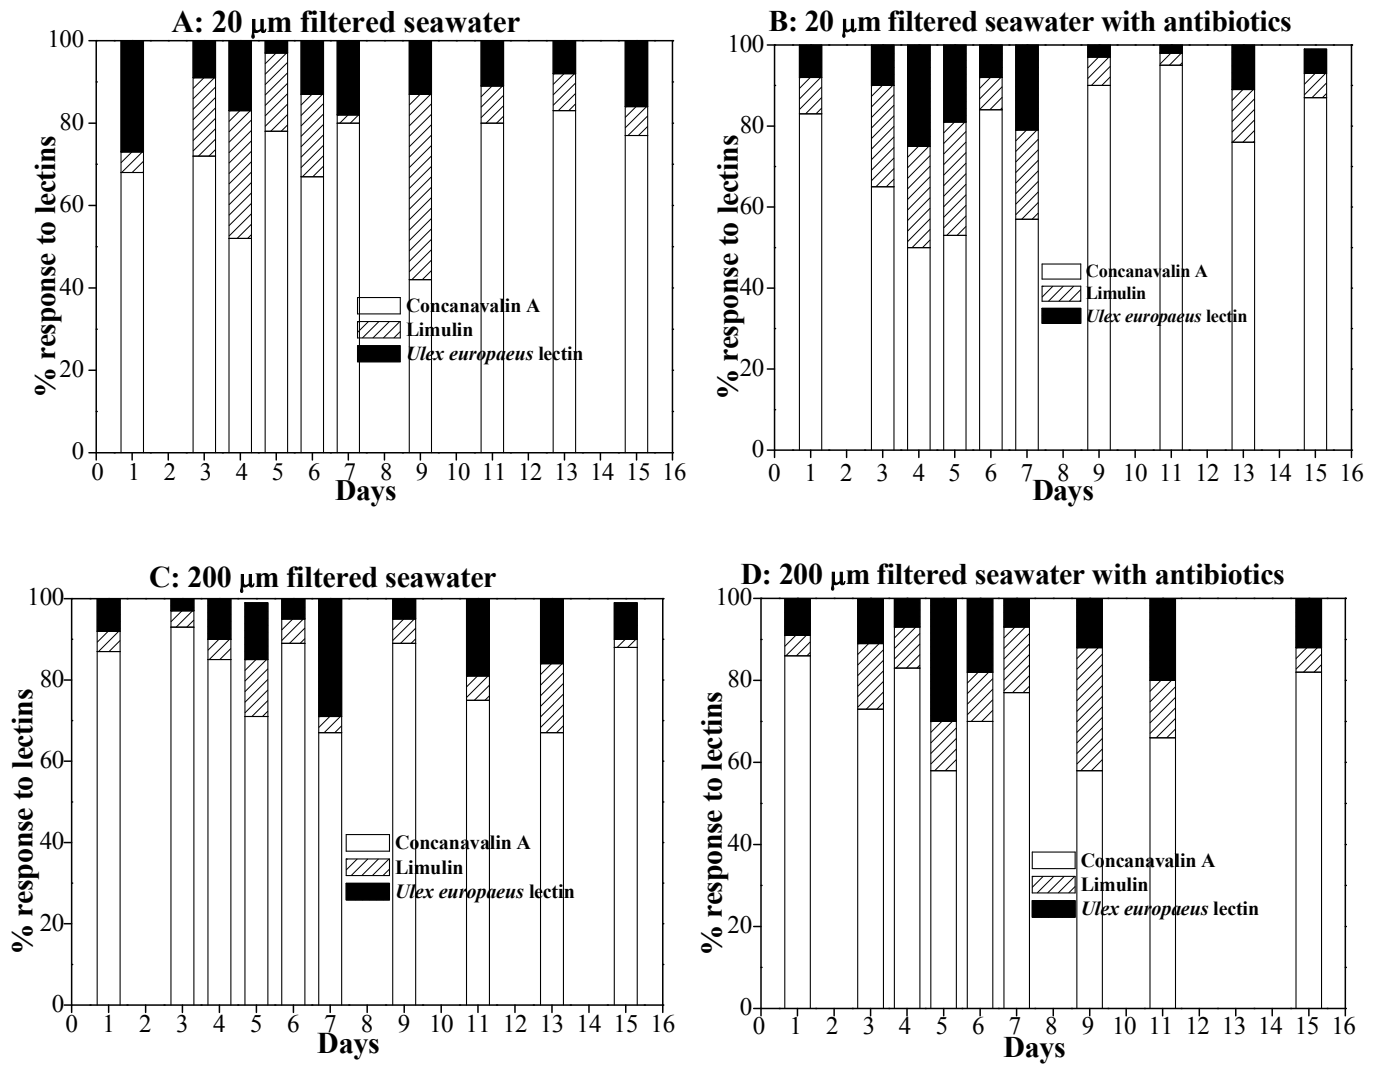 A: 20 μm filtered seawater
100
80
60
40
20
0
% response to lectins
Concanavalin A
Limulin
Ulex europaeus lectin
0 1 2 3 4 5 6 7 8 9 10 11 12 13 14 15 16
Days
B: 20 μm filtered seawater with antibiotics
100
80
60
40
20
0
% response to lectins
Concanavalin A
Limulin
Ulex europaeus lectin
0 1 2 3 4 5 6 7 8 9 10 11 12 13 14 15 16
Days
C: 200 μm filtered seawater
100
80
60
40
20
0
% response to lectins
Concanavalin A
Limulin
Ulex europaeus lectin
0 1 2 3 4 5 6 7 8 9 10 11 12 13 14 15 16
Days
D: 200 μm filtered seawater with antibiotics
100
80
60
40
20
0
% response to lectins
Concanavalin A
Limulin
Ulex europaeus lectin
0 1 2 3 4 5 6 7 8 9 10 11 12 13 14 15 16
Days